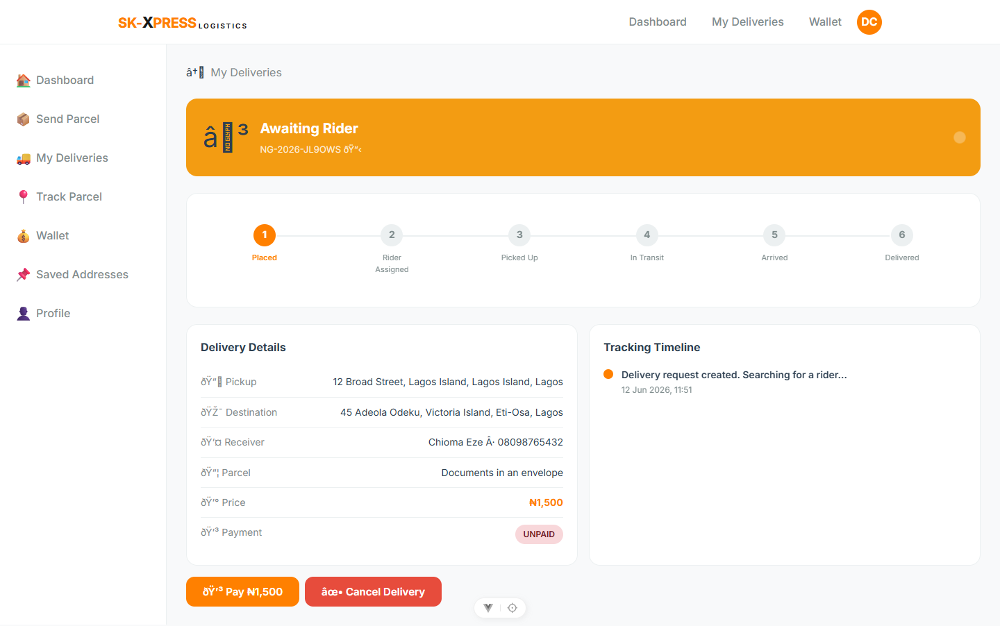 SK-XPRESS LOGISTICS
Dashboard
My Deliveries
Wallet
DC
Dashboard
Send Parcel
My Deliveries
Track Parcel
Wallet
Saved Addresses
Profile
My Deliveries
Awaiting Rider
NG-2026-JL9OWS ðŸ“‹
1
2
3
4
5
6
Placed
Rider
Assigned
Picked Up
In Transit
Arrived
Delivered
Delivery Details
Pickup
12 Broad Street, Lagos Island, Lagos Island, Lagos
ðŸŽ¯ Destination
45 Adeola Odeku, Victoria Island, Eti-Osa, Lagos
ðŸ‘¤ Receiver
Chioma Eze Â· 08098765432
ðŸ“¦ Parcel
Documents in an envelope
ðŸ’° Price
₦1,500
ðŸ’³ Payment
UNPAID
Tracking Timeline
Delivery request created. Searching for a rider...
12 Jun 2026, 11:51
ðŸ’³ Pay ₦1,500
âœ• Cancel Delivery